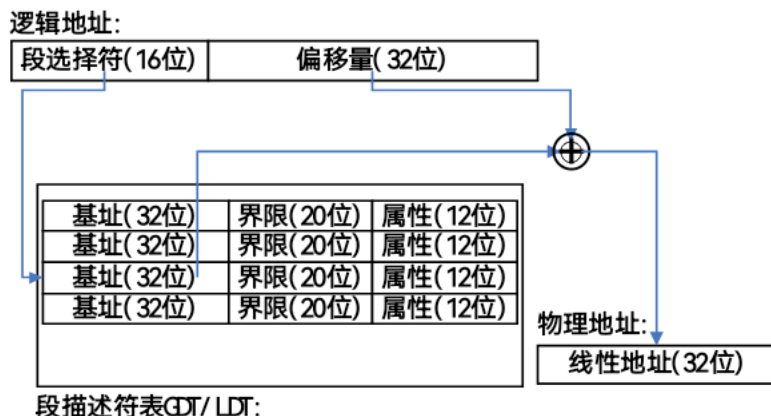 逻辑地址:
段选择符(16位) 偏移量(32位)
基址(32位) 界限(20位) 属性(12位)
基址(32位) 界限(20位) 属性(12位)
基址(32位) 界限(20位) 属性(12位)
基址(32位) 界限(20位) 属性(12位)
物理地址:
线性地址(32位)
段描述符表GDT/LDT: